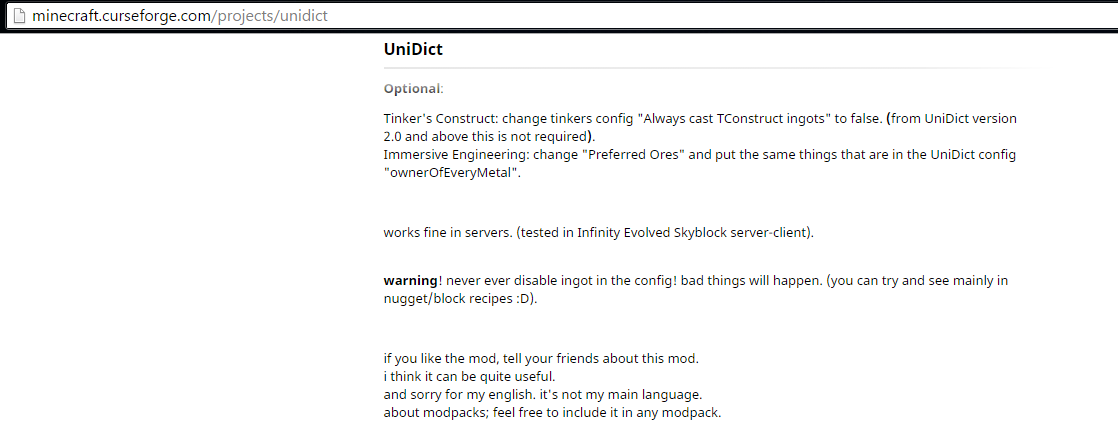 minecraft.curseforge.com/projects/unidict
UniDict
Optional:
Tinker's Construct: change tinkers config "Always cast TConstruct ingots" to false. (from UniDict version
2.0 and above this is not required).
Immersive Engineering: change "Preferred Ores" and put the same things that are in the UniDict config
"ownerOfEveryMetal".
works fine in servers. (tested in Infinity Evolved Skyblock server-client).
warning! never ever disable ingot in the config! bad things will happen. (you can try and see mainly in
nugget/block recipes :D).
if you like the mod, tell your friends about this mod.
i think it can be quite useful.
and sorry for my english. it's not my main language.
about modpacks; feel free to include it in any modpack.